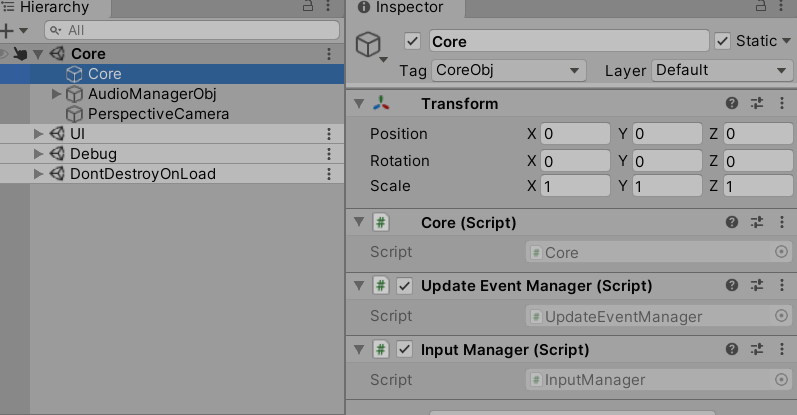 Hierarchy
All
Core
Core
AudioManagerObj
PerspectiveCamera
UI
Debug
DontDestroyOnLoad
Inspector
Core Static
Tag CoreObj Layer Default
Transform
Position X 0 Y 0 Z 0
Rotation X 0 Y 0 Z 0
Scale X 1 Y 1 Z 1
# Core (Script)
Script # Core
# Update Event Manager (Script)
Script # UpdateEventManager
# Input Manager (Script)
Script # InputManager